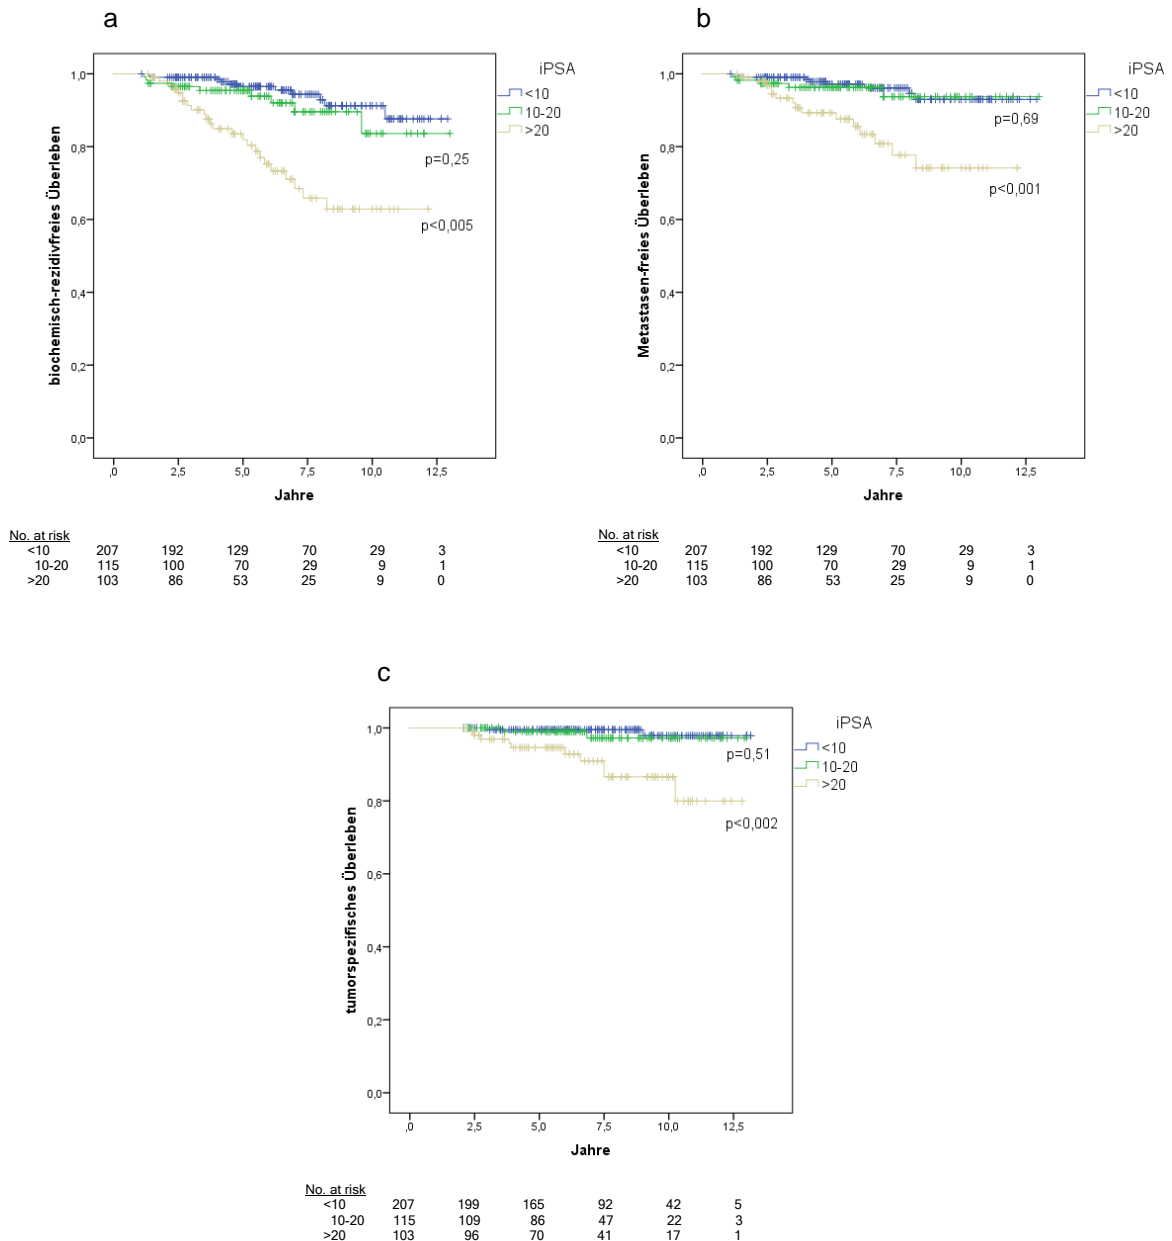 a
iPSA
<10
10-20
>20
1,0
0,8
0,6
0,4
0,2
0,0
biochemisch-rezidivfreies Überleben
p=0,25
p<0,005
,0 2,5 5,0 7,5 10,0 12,5
Jahre
No. at risk
<10 207 192 129 70 29 3
10-20 115 100 70 29 9 1
>20 103 86 53 25 9 0
b
iPSA
<10
10-20
>20
1,0
0,8
0,6
0,4
0,2
0,0
Metastasen-freies Überleben
p=0,69
p<0,001
,0 2,5 5,0 7,5 10,0 12,5
Jahre
No. at risk
<10 207 192 129 70 29 3
10-20 115 100 70 29 9 1
>20 103 86 53 25 9 0
c
iPSA
<10
10-20
>20
1,0
0,8
0,6
0,4
0,2
0,0
tumorspezifisches Überleben
p=0,51
p<0,002
,0 2,5 5,0 7,5 10,0 12,5
Jahre
No. at risk
<10 207 199 165 92 42 5
10-20 115 109 86 47 22 3
>20 103 96 70 41 17 1